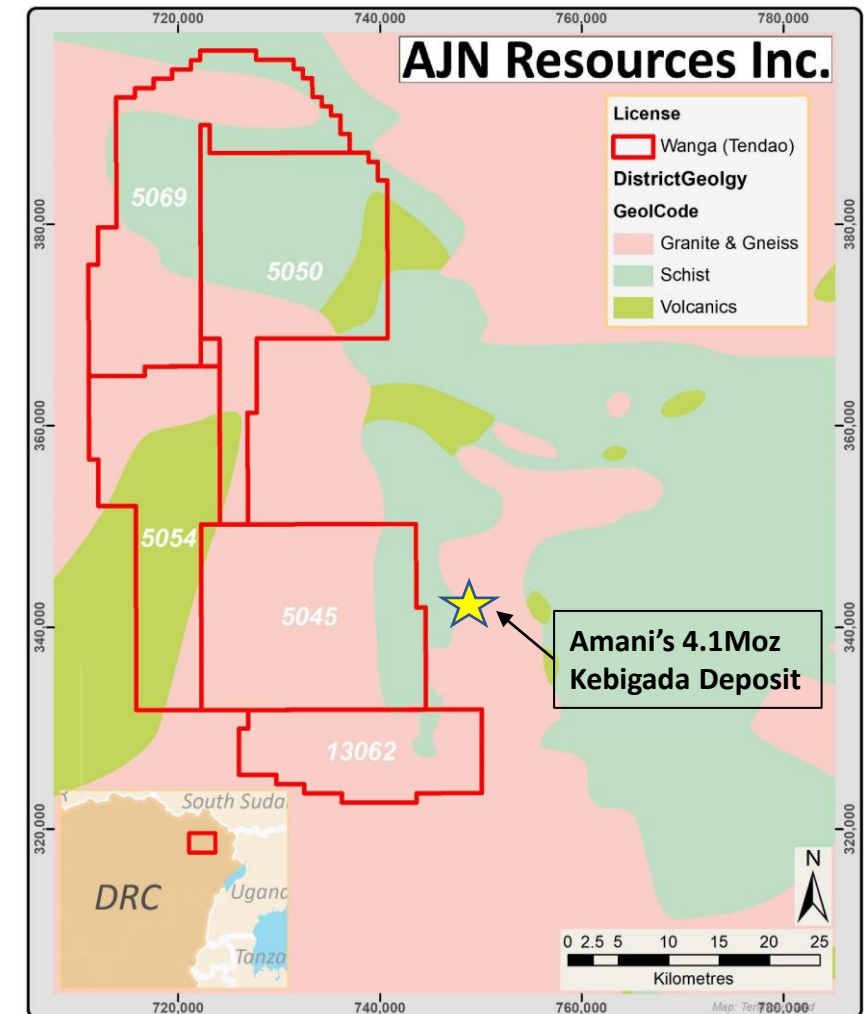 720,000 740,000 760,000 780,000
AJN Resources Inc.
License
Wanga (Tendao)
DistrictGeolgy
GeolCode
Granite & Gneiss
Schist
Volcanics
380,000
380,000
5069
5050
360,000
360,000
5054
5045
Amani's 4.1Moz
Kebigada Deposit
340,000
340,000
13062
320,000
320,000
South Suda
DRC
Ugand
Tanza
N
0 2.5 5 10 15 20 25
Kilometres
Map:
720,000 740,000 760,000 780,000